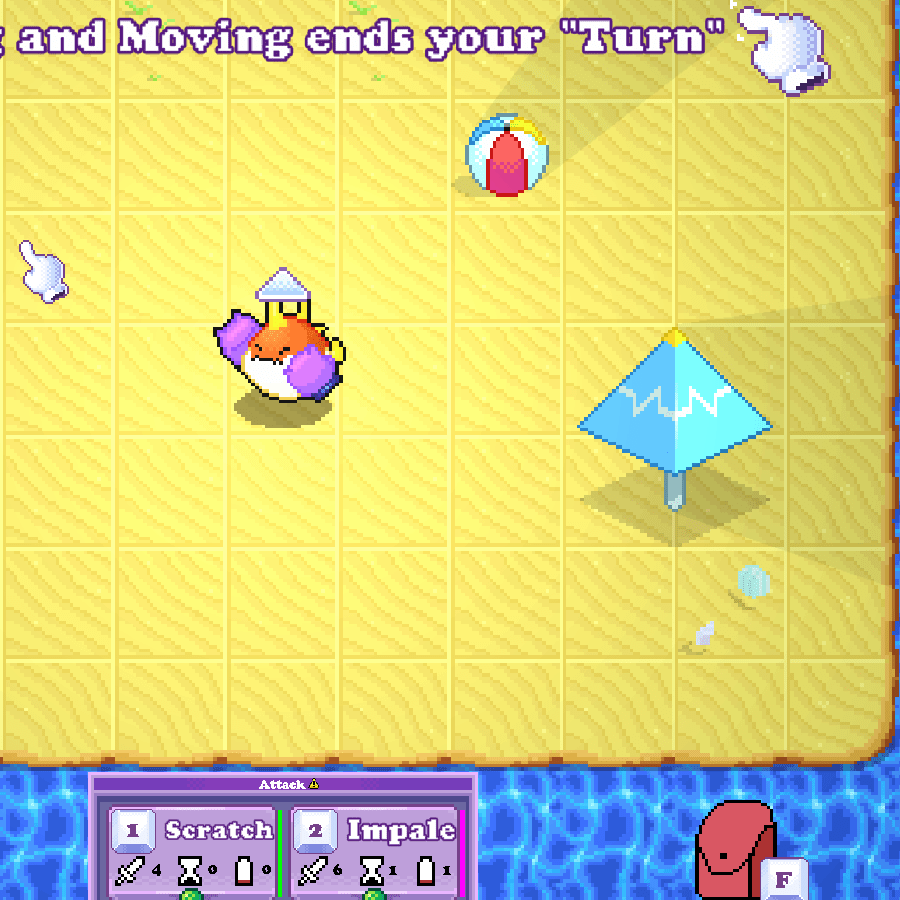 and Moving ends your "Turn"
Attack
1 Scratch 2 Impale
4 0 0 6 1 1
F